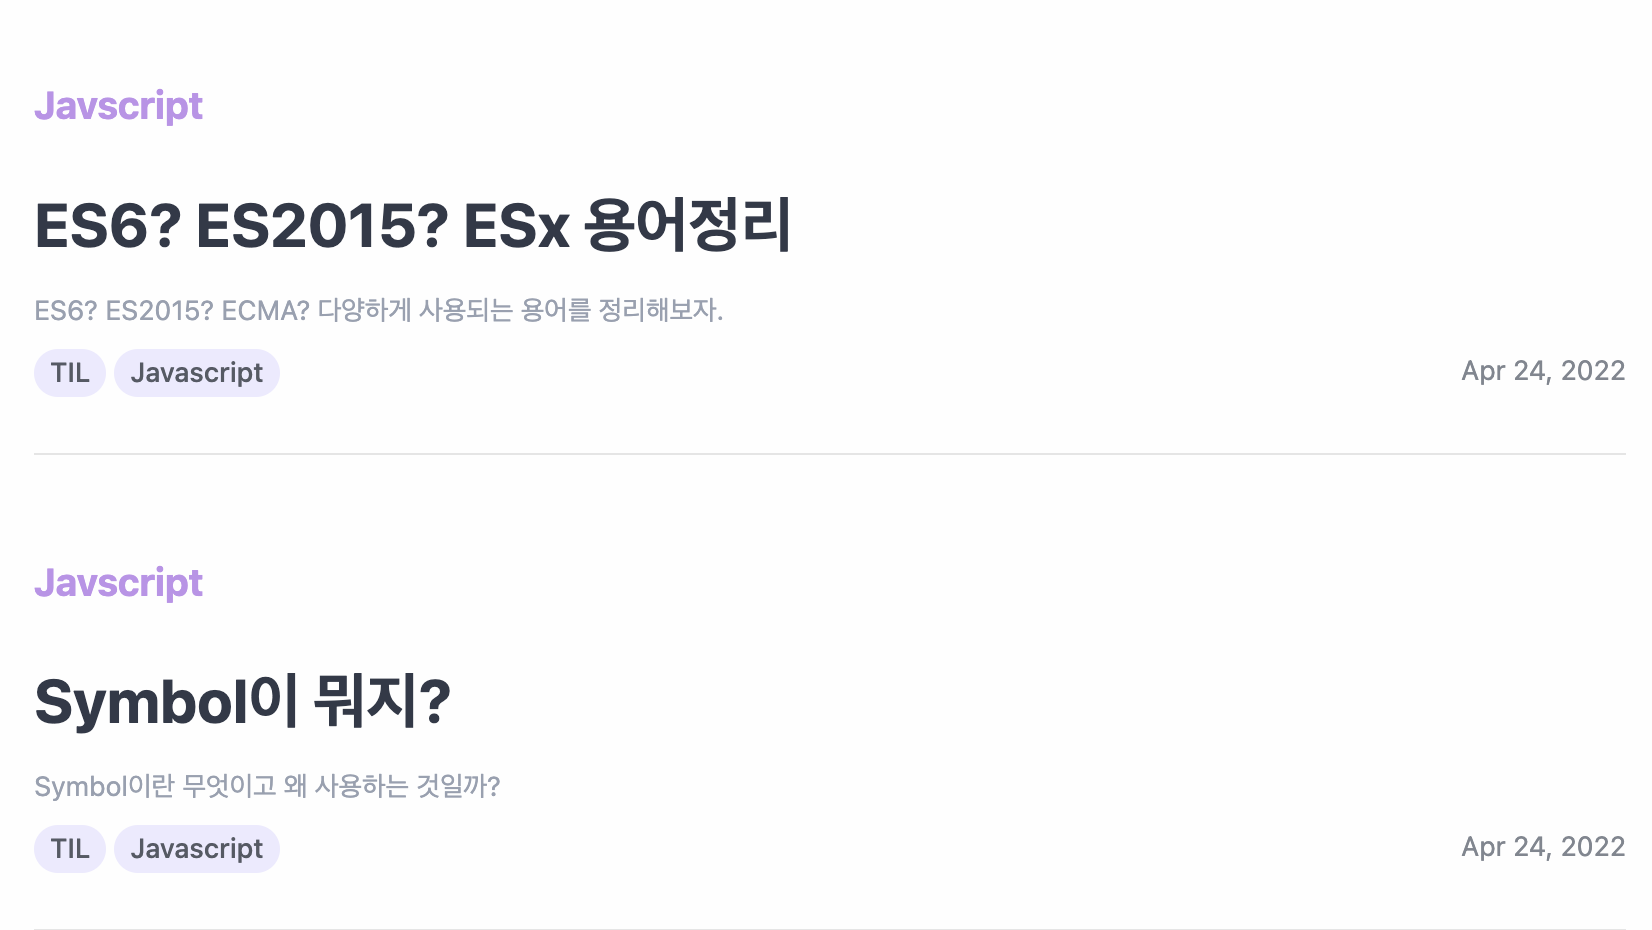 Javscript
ES6? ES2015? ESx 용어정리
ES6? ES2015? ECMA? 다양하게 사용되는 용어를 정리해보자.
TIL Javascript Apr 24, 2022
Javscript
Symbol이 뭐지?
Symbol이란 무엇이고 왜 사용하는 것일까?
TIL Javascript Apr 24, 2022